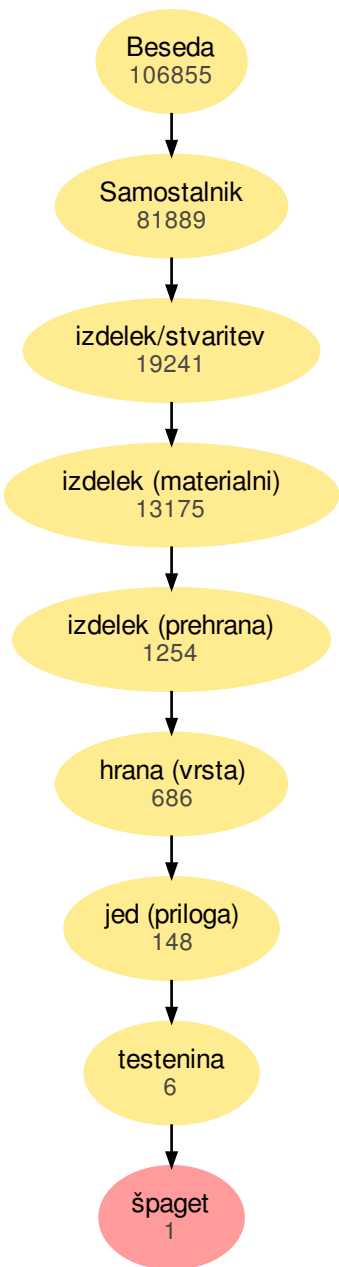 Beseda
106855
Samostalnik
81889
izdelek/stvaritev
19241
izdelek (materialni)
13175
izdelek (prehrana)
1254
hrana (vrsta)
686
jed (priloga)
148
testenina
6
špaget
1